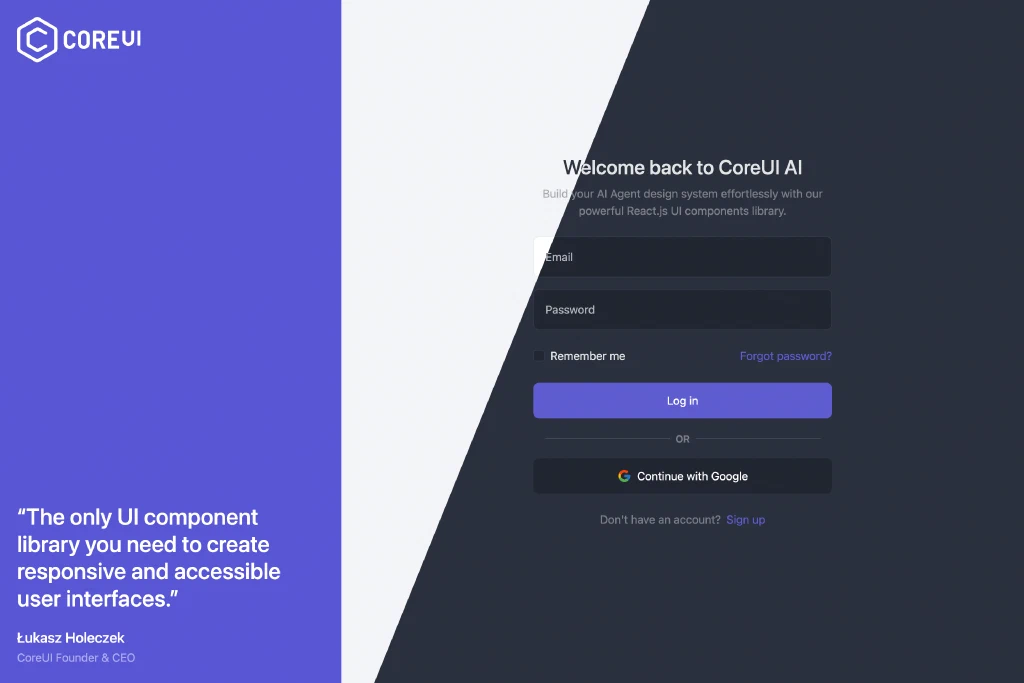 COREUI
“The only UI component
library you need to create
responsive and accessible
user interfaces.”
Łukasz Holeczek
CoreUI Founder & CEO
Welcome back to CoreUI AI
Build your AI Agent design system effortlessly with our
powerful React.js UI components library.
Email
Password
Remember me
Forgot password?
Log in
OR
Continue with Google
Don't have an account? Sign up